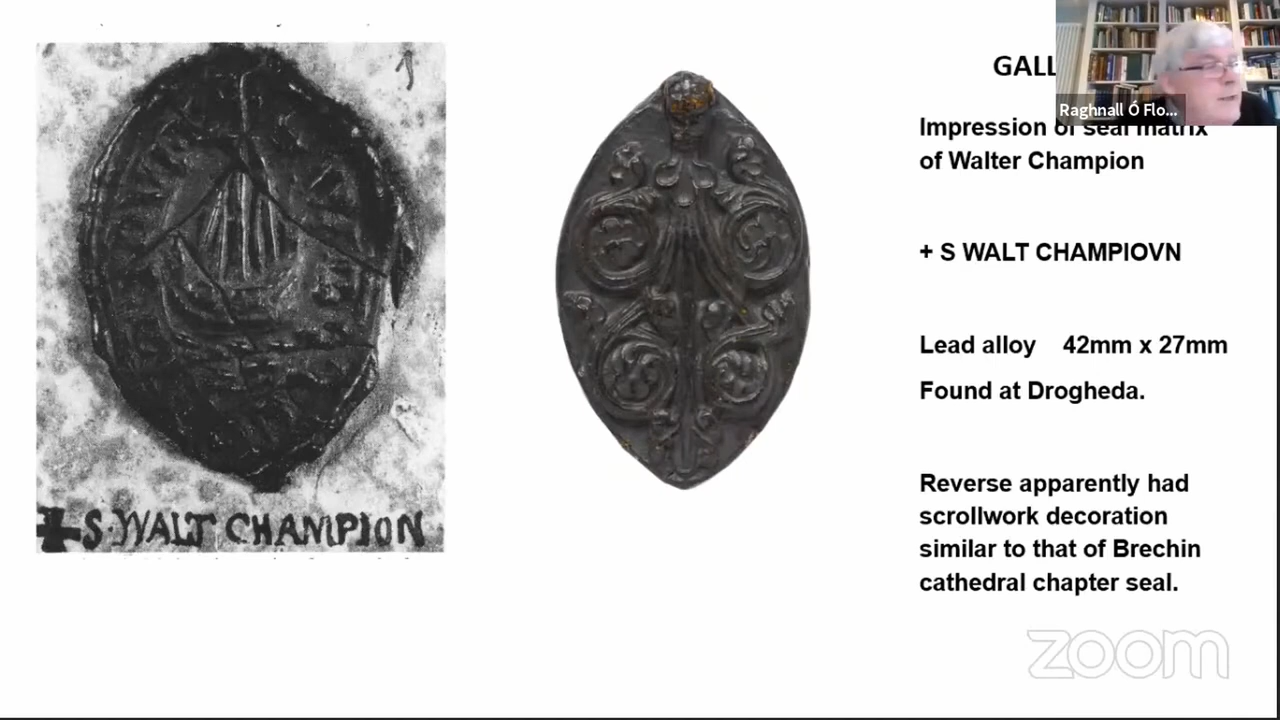 + S·WALT CHAMPION
GALL
Raghnall Ó Flo...
Impression of seal matrix
of Walter Champion
+ S WALT CHAMPIOVN
Lead alloy 42mm x 27mm
Found at Drogheda.
Reverse apparently had
scrollwork decoration
similar to that of Brechin
cathedral chapter seal.
zoom